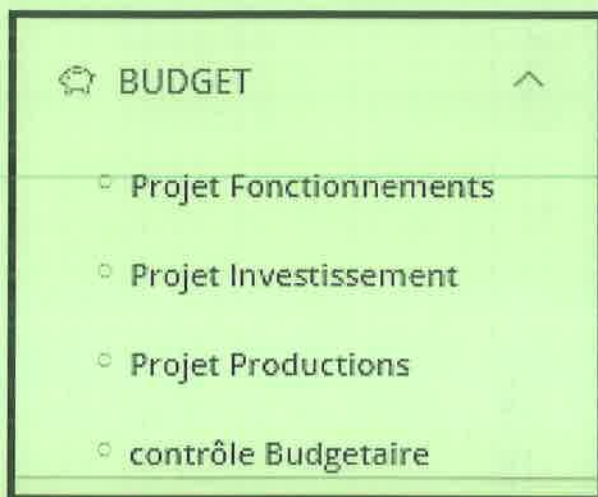 BUDGET
Projet Fonctionnements
Projet Investissement
Projet Productions
contrôle Budgetaire